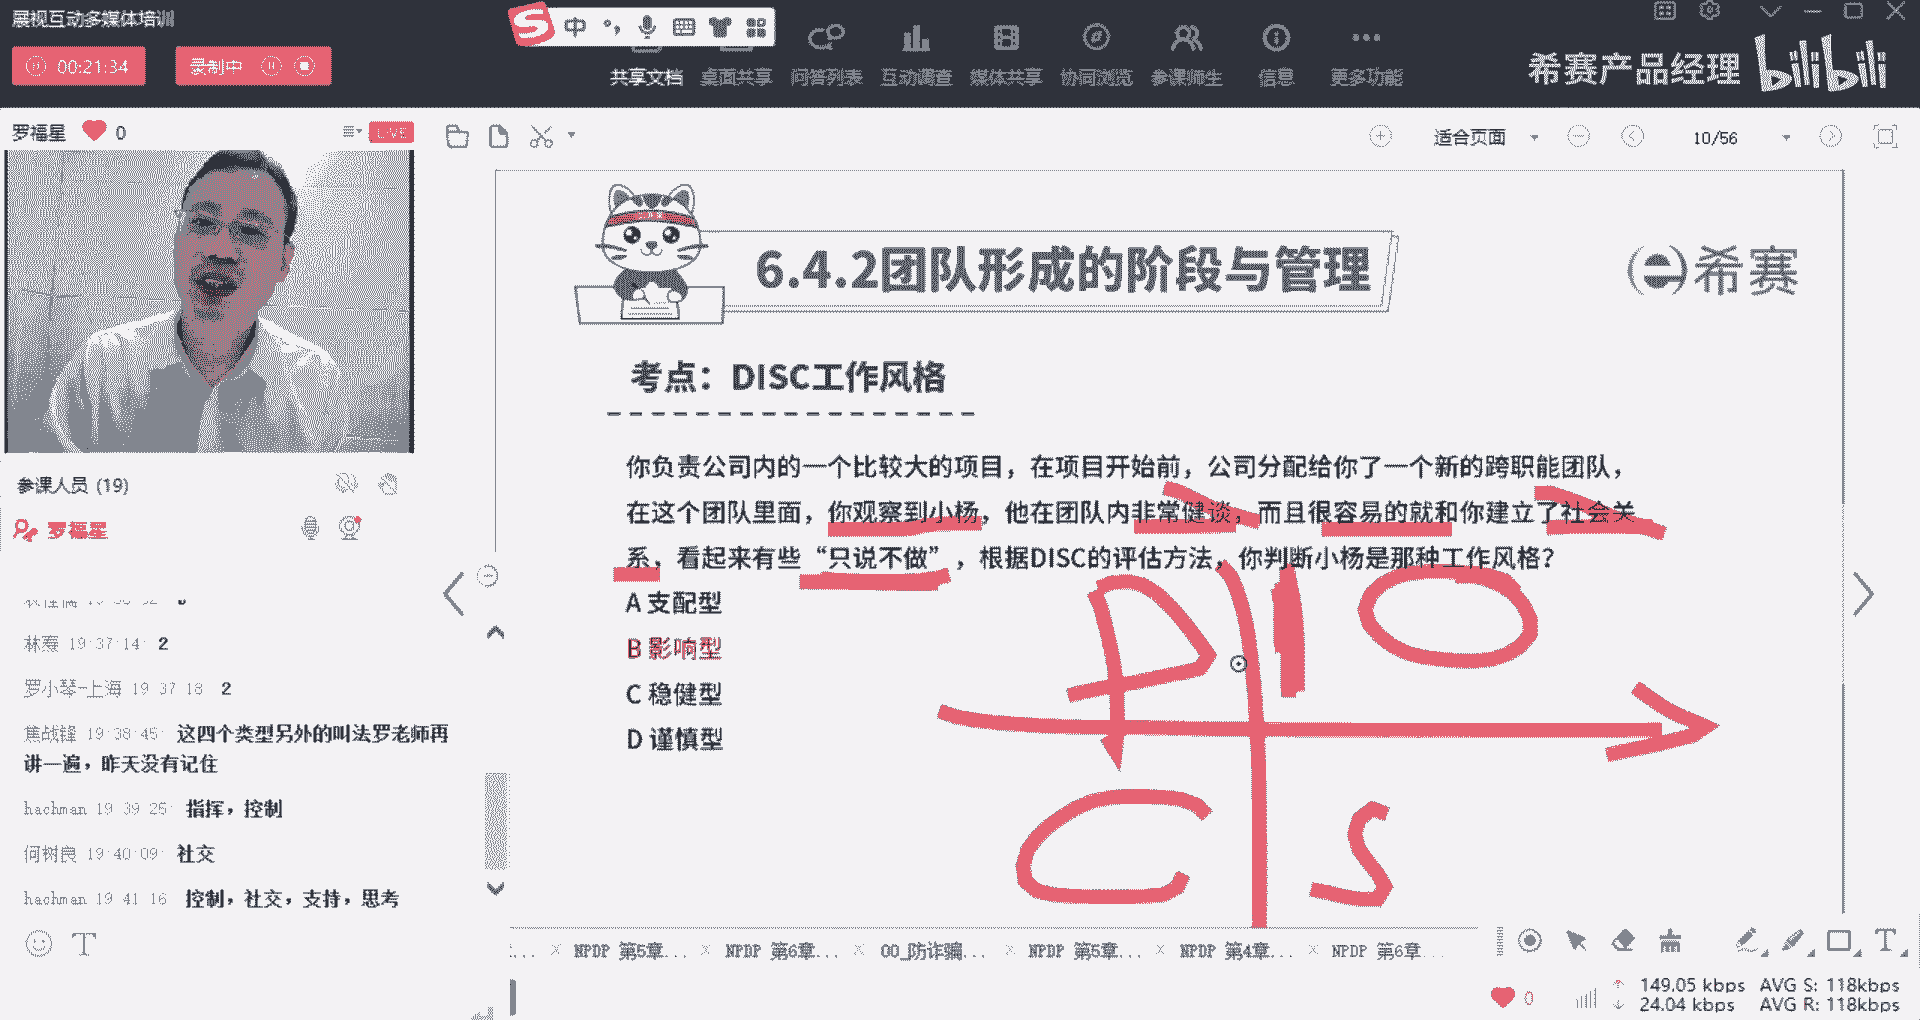 展视互动多媒体培训
00:21:34
录制中
中
共享文档 桌面共享 问答列表 互动调查 媒体共享 协同浏览 参课师生 信息 更多功能
希赛产品经理 bilibili
罗福星 0 LIVE
适合页面 10/56
6.4.2团队形成的阶段与管理
希赛
考点：DISC工作风格
你负责公司内的一个比较大的项目，在项目开始前，公司分配给你了一个新的跨职能团队，
在这个团队里面，你观察到小杨，他在团队内非常健谈，而且很容易的就和你建立了社会关
系，看起来有些“只说不做”，根据DISC的评估方法，你判断小杨是那种工作风格？
A 支配型
B 影响型
C 稳健型
D 谨慎型
D I
C S
参课人员 (19)
罗福星
19:37:14 2
罗小琴-上海 19:37:18 2
焦战锋 19:38:45 这四个类型另外的叫法罗老师再
讲一遍，昨天没有记住
hachman 19:39:25 指挥，控制
何树良 19:40:09 社交
hachman 19:41:16 控制，社交，支持，思考
... NPDP 第5章... NPDP 第6章... 00_防诈骗... NPDP 第5章... NPDP 第4章... NPDP 第6章...
0 149.05 kbps AVG S: 118kbps
24.04 kbps AVG R: 118kbps